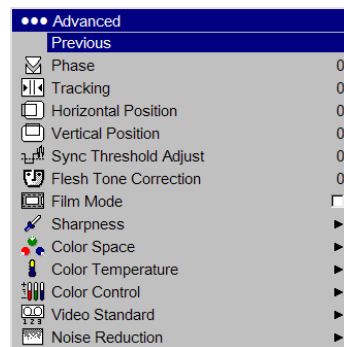 ••• Advanced
Previous
Phase 0
Tracking 0
Horizontal Position 0
Vertical Position 0
Sync Threshold Adjust 0
Flesh Tone Correction 0
Film Mode
Sharpness
Color Space
Color Temperature
Color Control
Video Standard
Noise Reduction